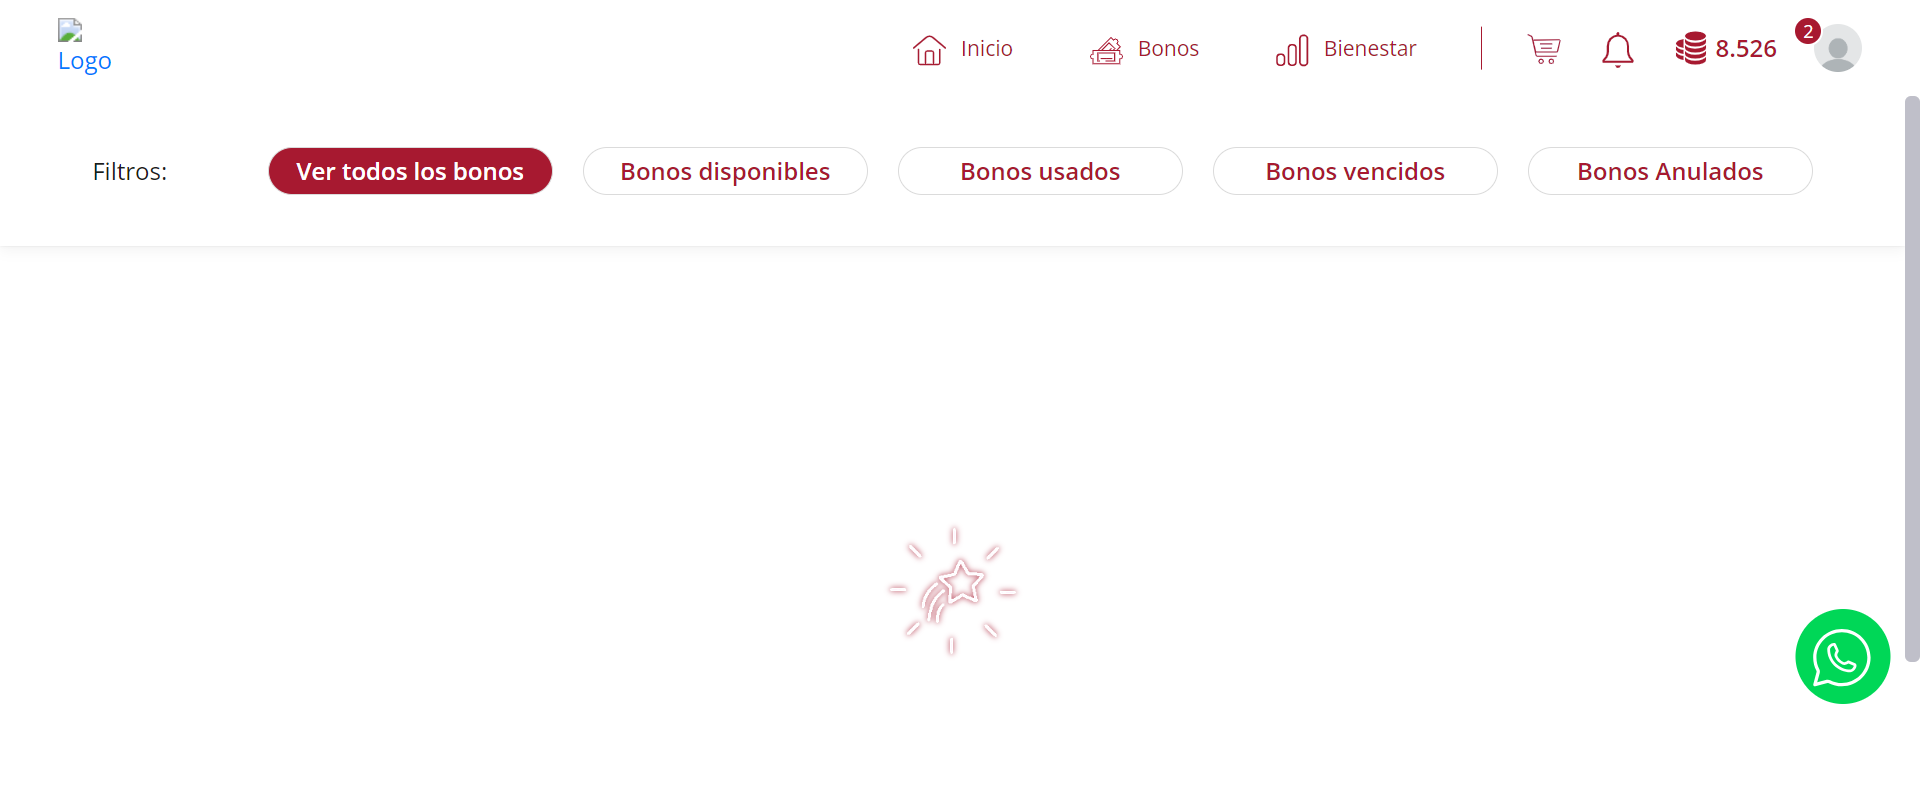 Logo
Inicio
Bonos
Bienestar
8.526
2
Filtros:
Ver todos los bonos
Bonos disponibles
Bonos usados
Bonos vencidos
Bonos Anulados